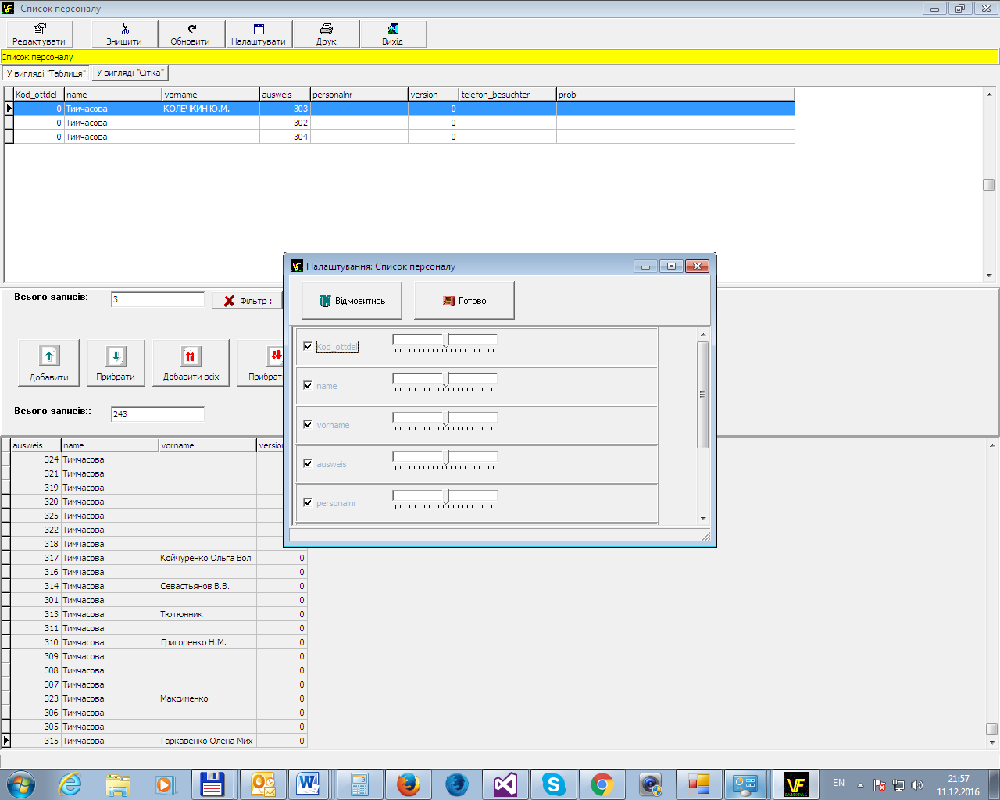 Список персоналу
Редактувати Знищити Обновити Налаштувати Друк Вихід
Список персоналу
У вигляді "Таблиця" У вигляді "Сітка"
Kod_ottdel name vorname ausweis personalnr version telefon_besuchter prob
0 Тимчасова КОЛЕЧКИН Ю.М. 303 0
0 Тимчасова 302 0
0 Тимчасова 304 0
Всього записів: 3 Фільтр :
Добавити Прибрати Добавити всіх
Всього записів:: 243
Налаштування: Список персоналу
Відмовитись Готово
Kod_ottdel
name
vorname
ausweis
personalnr
ausweis name vorname
324 Тимчасова
321 Тимчасова
319 Тимчасова
320 Тимчасова
325 Тимчасова
322 Тимчасова
318 Тимчасова
317 Тимчасова Койчуренко Ольга Вол 0
316 Тимчасова 0
314 Тимчасова Севастьянов В.В. 0
301 Тимчасова 0
313 Тимчасова Тютюнник 0
311 Тимчасова 0
310 Тимчасова Григоренко Н.М. 0
309 Тимчасова 0
308 Тимчасова 0
307 Тимчасова 0
323 Тимчасова Максименко 0
306 Тимчасова 0
305 Тимчасова 0
315 Тимчасова Гаркавенко Олена Мих 0
EN 21:57
11.12.2016